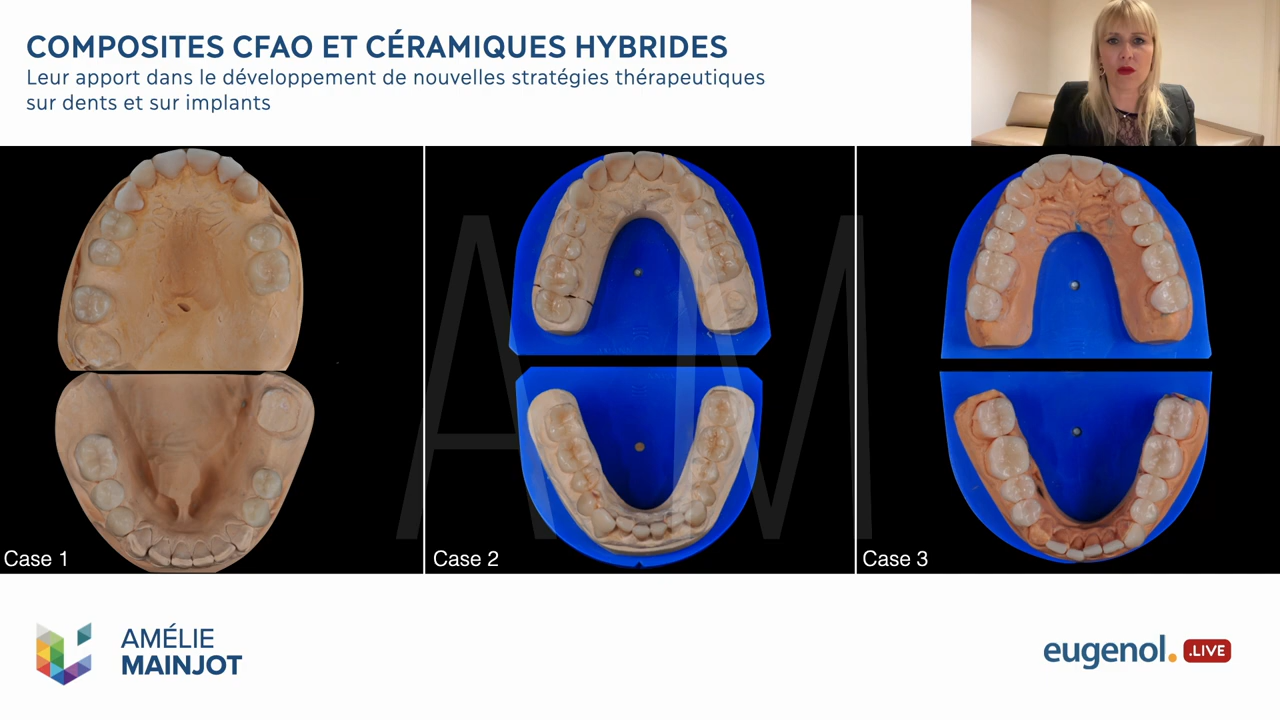 COMPOSITES CFAO ET CÉRAMIQUES HYBRIDES
Leur apport dans le développement de nouvelles stratégies thérapeutiques
sur dents et sur implants
AM
Case 1
Case 2
Case 3
AMÉLIE
MAINJOT
eugenol. .LIVE